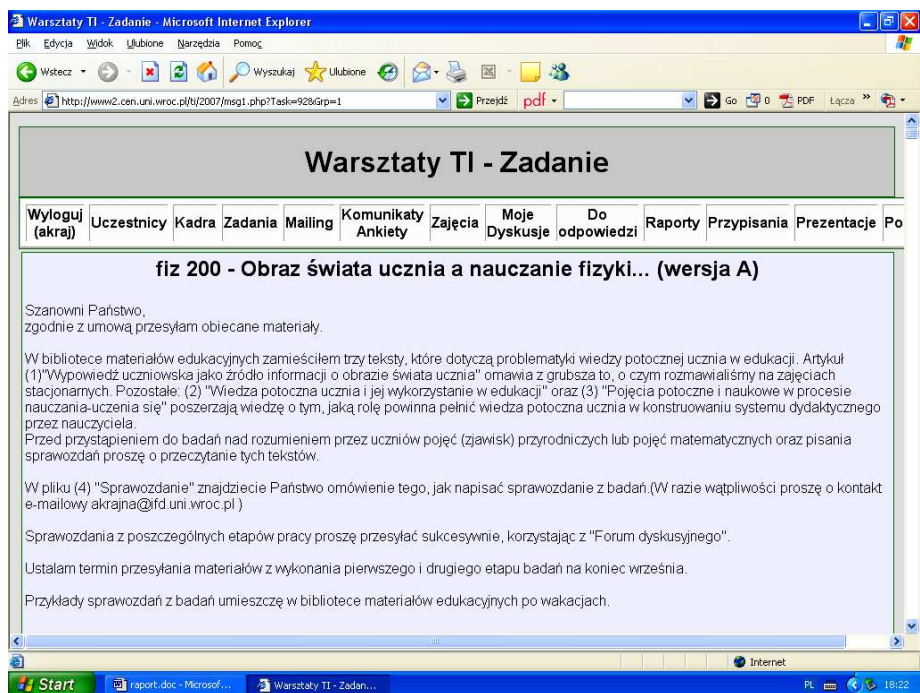 Warsztaty TI - Zadanie - Microsoft Internet Explorer
Plik Edycja Widok Ulubione Narzędzia Pomoc
Wstecz Wyszukaj Ulubione
Adres http://www2.cen.uni.wroc.pl/ti/2007/msg1.php?Task=92&Grp=1 Przejdź pdf Go 0 PDF Łącza »
Warsztaty TI - Zadanie
Wyloguj (akraj) Uczestnicy Kadra Zadania Mailing Komunikaty Ankiety Zajęcia Moje Dyskusje Do odpowiedzi Raporty Przypisania Prezentacje Po
fiz 200 - Obraz świata ucznia a nauczanie fizyki... (wersja A)
Szanowni Państwo,
zgodnie z umową przesyłam obiecane materiały.
W bibliotece materiałów edukacyjnych zamieściłem trzy teksty, które dotyczą problematyki wiedzy potocznej ucznia w edukacji. Artykuł
(1)"Wypowiedź uczniowska jako źródło informacji o obrazie świata ucznia" omawia z grubsza to, o czym rozmawialiśmy na zajęciach
stacjonarnych. Pozostałe: (2) "Wiedza potoczna ucznia i jej wykorzystanie w edukacji" oraz (3) "Pojęcia potoczne i naukowe w procesie
nauczania-uczenia się" poszerzają wiedzę o tym, jaką rolę powinna pełnić wiedza potoczna ucznia w konstruowaniu systemu dydaktycznego
przez nauczyciela.
Przed przystąpieniem do badań nad rozumieniem przez uczniów pojęć (zjawisk) przyrodniczych lub pojęć matematycznych oraz pisania
sprawozdań proszę o przeczytanie tych tekstów.
W pliku (4) "Sprawozdanie" znajdziecie Państwo omówienie tego, jak napisać sprawozdanie z badań.(W razie wątpliwości proszę o kontakt
e-mailowy akrajna@ifd.uni.wroc.pl )
Sprawozdania z poszczególnych etapów pracy proszę przesyłać sukcesywnie, korzystając z "Forum dyskusyjnego".
Ustalam termin przesyłania materiałów z wykonania pierwszego i drugiego etapu badań na koniec września.
Przykłady sprawozdań z badań umieszczę w bibliotece materiałów edukacyjnych po wakacjach.
Internet
Start raport.doc - Microsof... Warsztaty TI - Zadan... PL 18:22